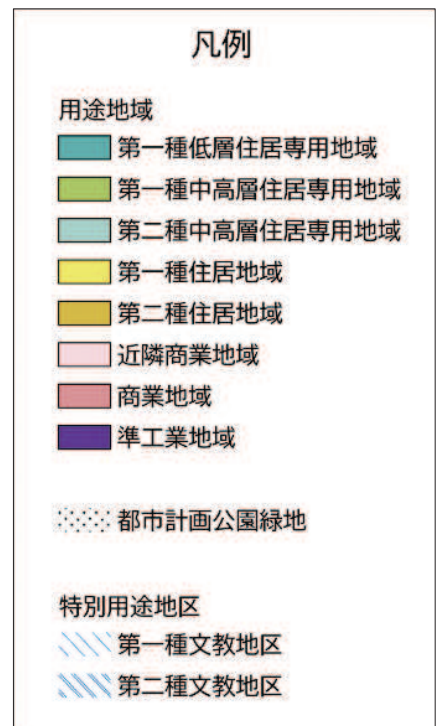 凡例
用途地域
第一種低層住居専用地域
第一種中高層住居専用地域
第二種中高層住居専用地域
第一種住居地域
第二種住居地域
近隣商業地域
商業地域
準工業地域
都市計画公園緑地
特別用途地区
第一種文教地区
第二種文教地区